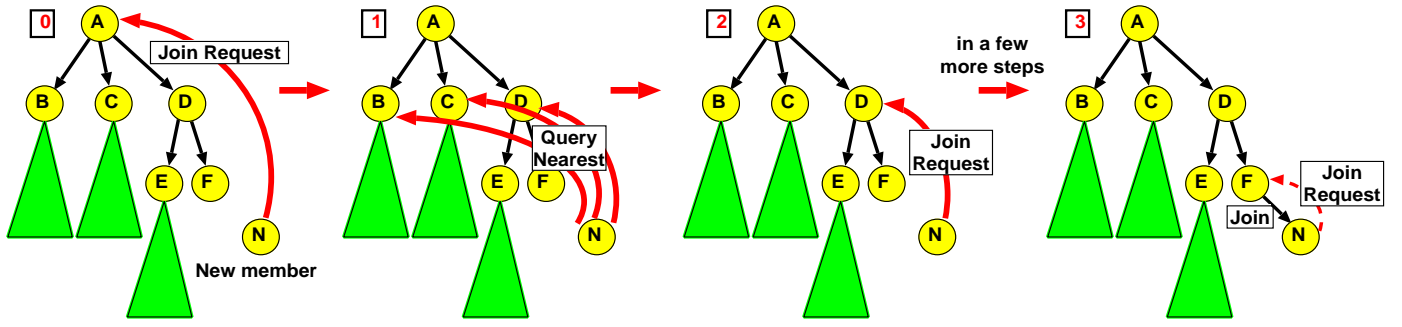 0
A
Join Request
B
C
D
E
F
N
New member
1
A
B
C
D
Query
Nearest
E
F
N
2
A
B
C
D
Join
Request
E
F
N
in a few
more steps
3
A
B
C
D
E
F
Join
Request
Join
N